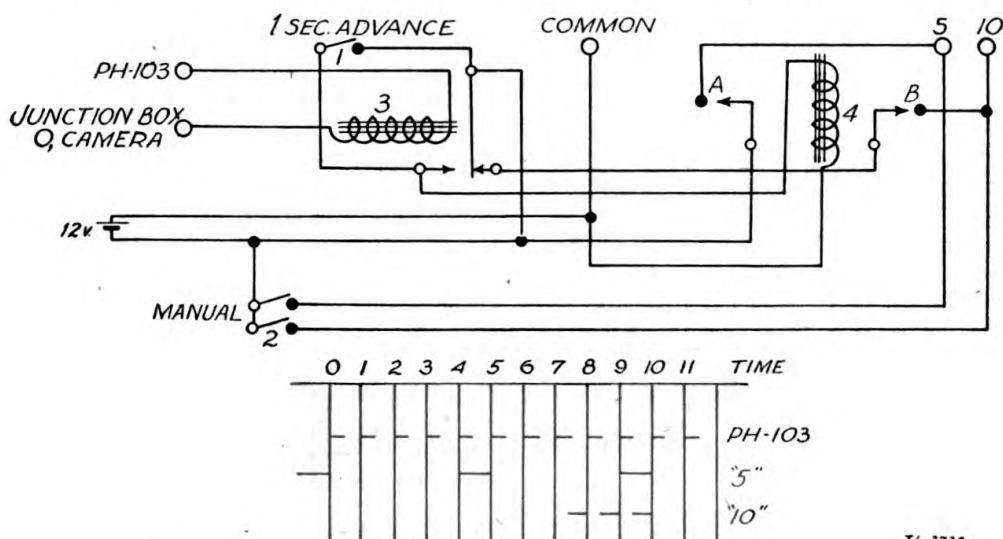 1 SEC. ADVANCE
COMMON
5 10
PH-103
1
A
B
3
4
JUNCTION BOX
O, CAMERA
12v.
MANUAL
2
0 1 2 3 4 5 6 7 8 9 10 11 TIME
PH-103
"5"
"10"